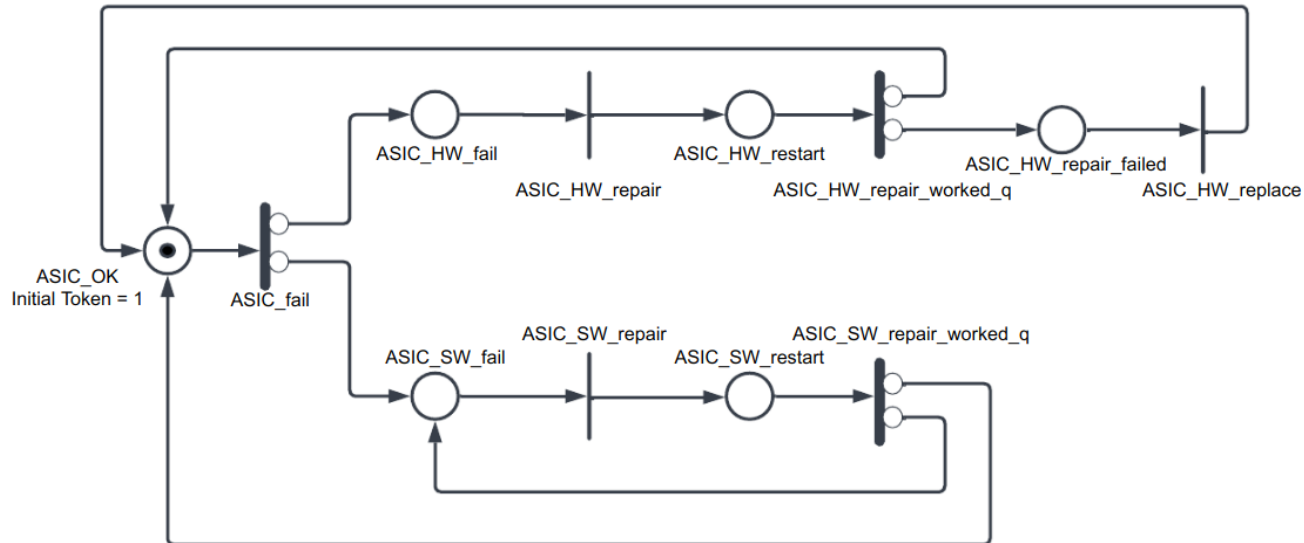 ASIC_HW_fail
ASIC_HW_restart
ASIC_HW_repair_failed
ASIC_HW_repair
ASIC_HW_repair_worked_q
ASIC_HW_replace
ASIC_OK
Initial Token = 1
ASIC_fail
ASIC_SW_repair
ASIC_SW_repair_worked_q
ASIC_SW_fail
ASIC_SW_restart